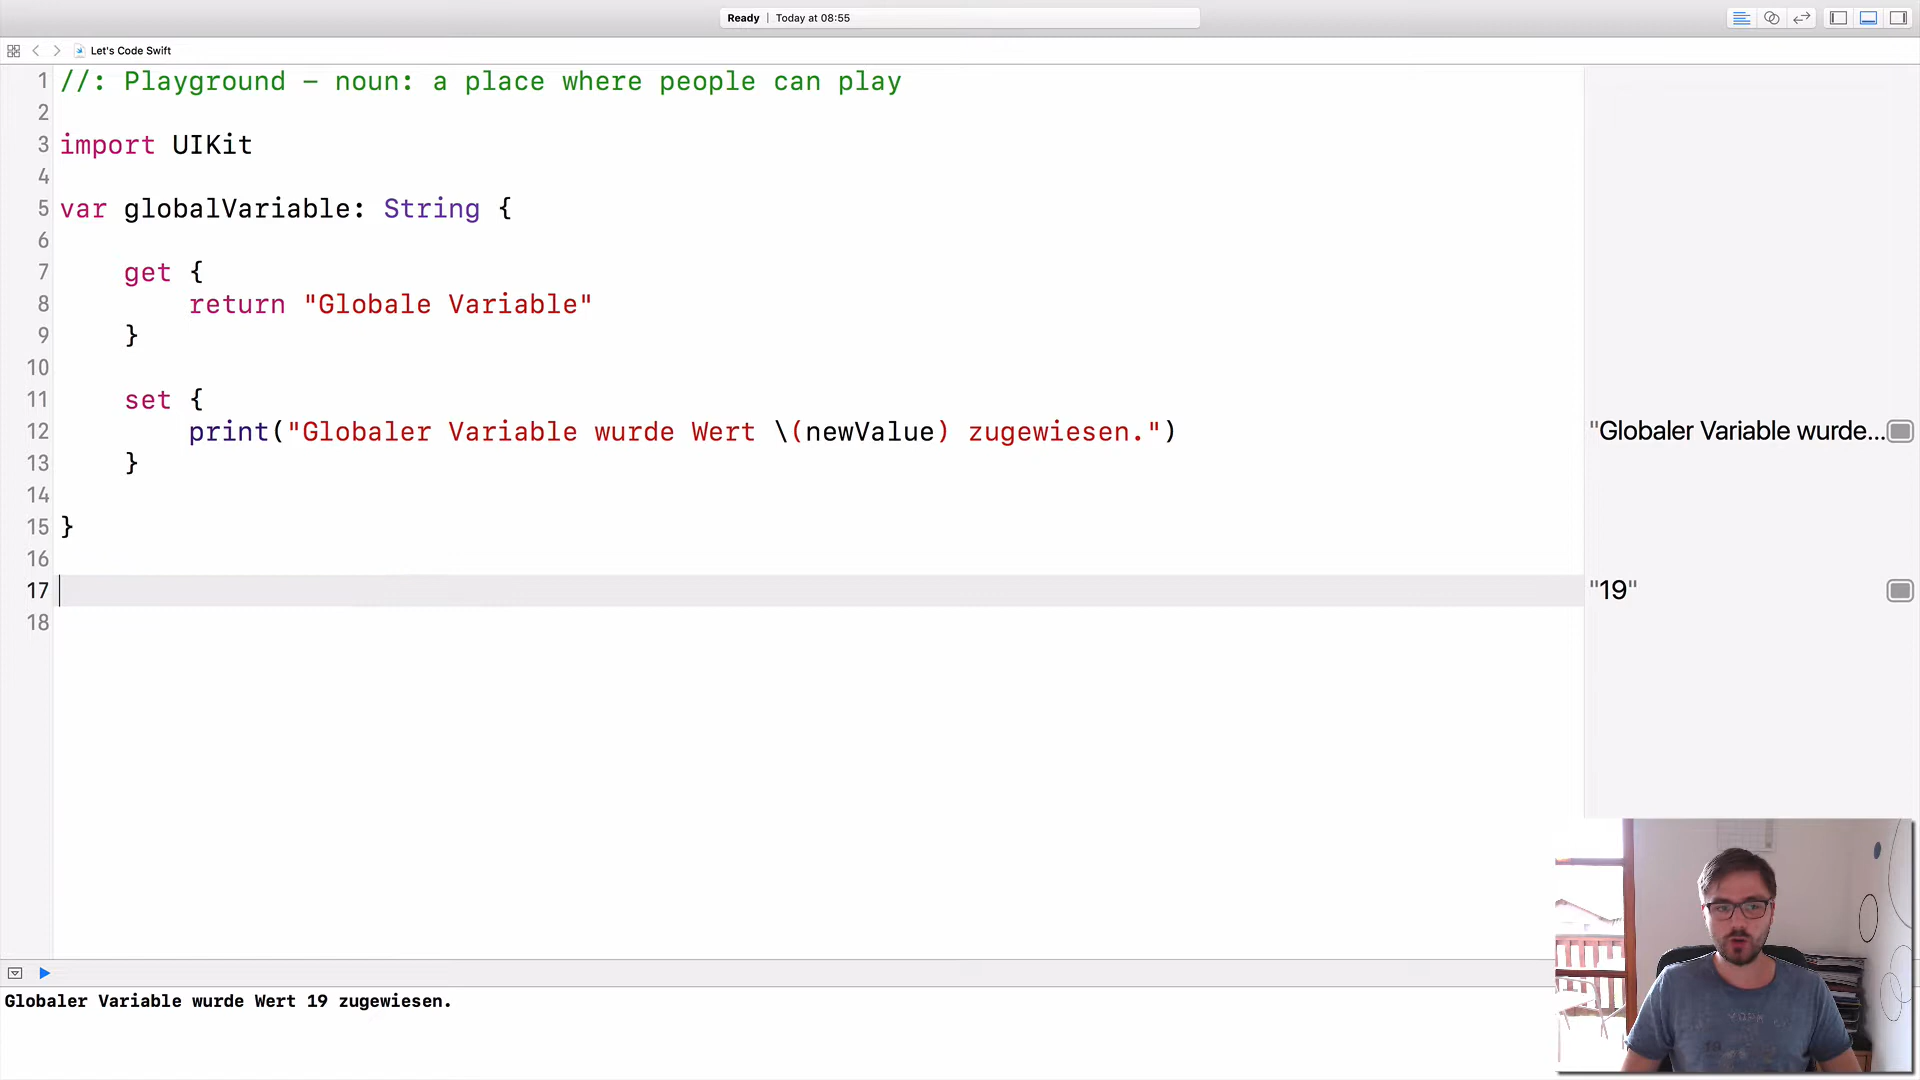 Ready | Today at 08:55
Let's Code Swift
1 //: Playground – noun: a place where people can play
2
3 import UIKit
4
5 var globalVariable: String {
6
7 get {
8 return "Globale Variable"
9 }
10
11 set {
12 print("Globaler Variable wurde Wert \(newValue) zugewiesen.") "Globaler Variable wurde...
13 }
14
15 }
16
17 "19"
18
Globaler Variable wurde Wert 19 zugewiesen.